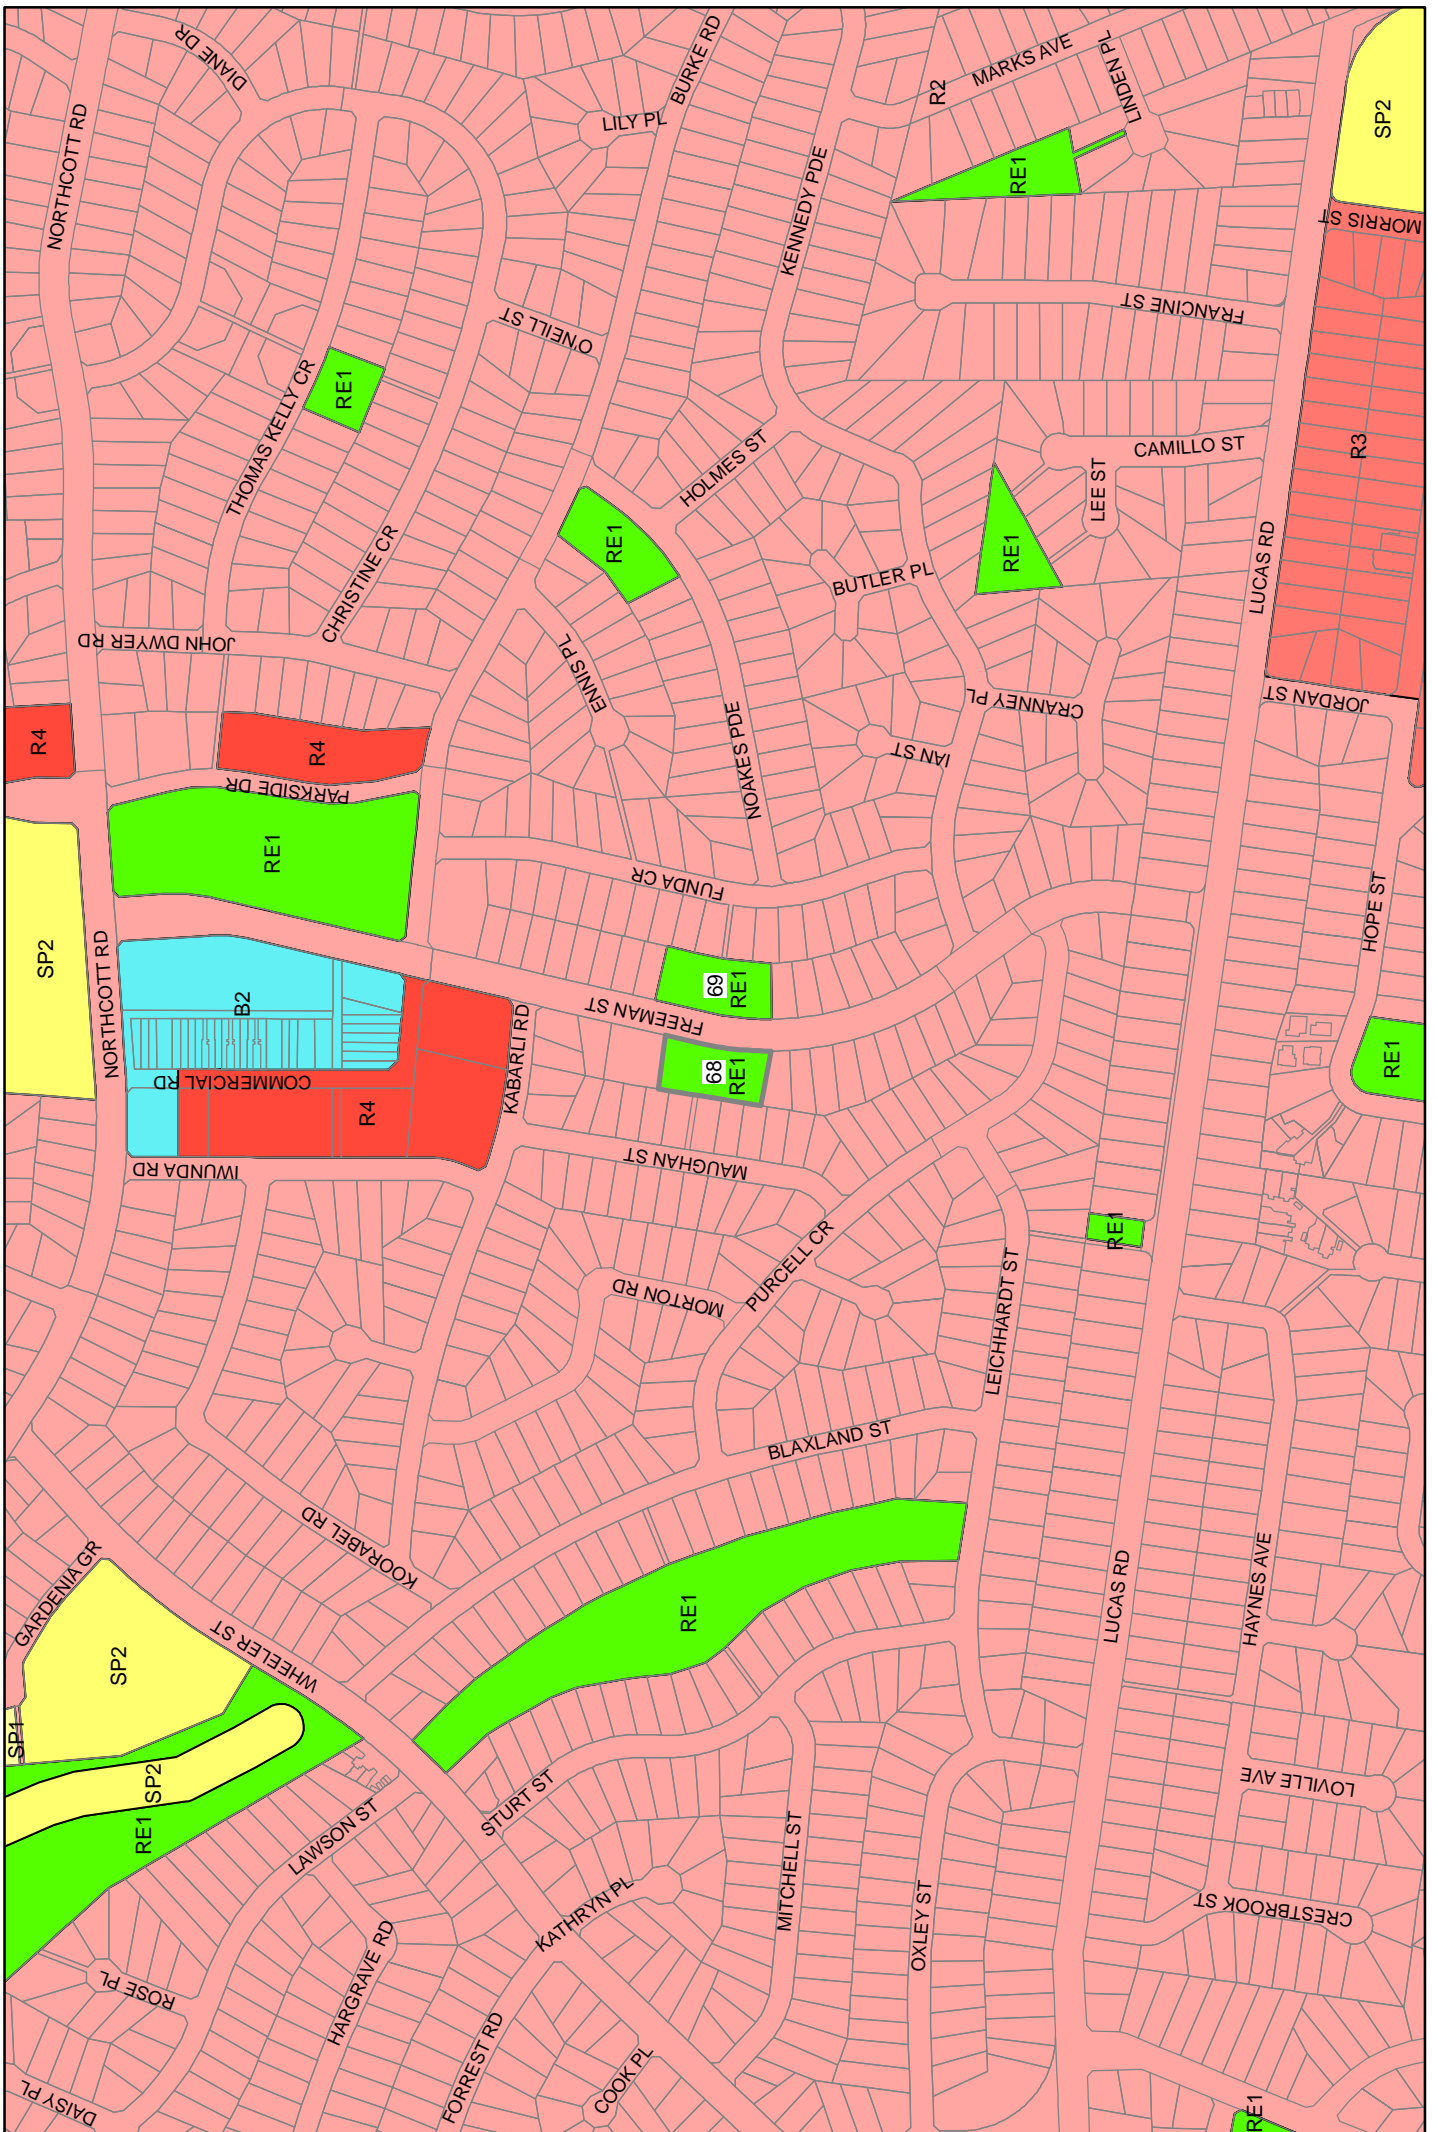 DIANE DR
BURKE RD
MARKS AVE
LINDEN PL
R2
SP2
LILY PL
NORTHCOTT RD
KENNEDY PDE
RE1
MORRIS ST
FRANCINE ST
O'NEILL ST
RE1
THOMAS KELLY CR
HOLMES ST
CAMILLO ST
R3
LEE ST
RE1
RE1
LUCAS RD
CHRISTINE CR
BUTLER PL
JOHN DWYER RD
ENNIS PL
CRANNEY PL
JORDAN ST
R4
R4
NOAKES PDE
IAN ST
PARKSIDE DR
RE1
FUNDA CR
HOPE ST
SP2
NORTHCOTT RD
B2
69
RE1
FREEMAN ST
KABARLI RD
68
RE1
RE1
COMMERCIAL RD
R4
IWUNDA RD
MAUGHAN ST
RE1
PURCELL CR
MORTON RD
LEICHHARDT ST
BLAXLAND ST
KOORABEL RD
GARDENIA GR
LUCAS RD
HAYNES AVE
RE1
WHEELER ST
SP2
SP1
SP2
RE1
LOVILLE AVE
STURT ST
LAWSON ST
MITCHELL ST
KATHRYN PL
CRESTBROOK ST
OXLEY ST
HARGRAVE RD
ROSE PL
FORREST RD
COOK PL
DAISY PL
RE1